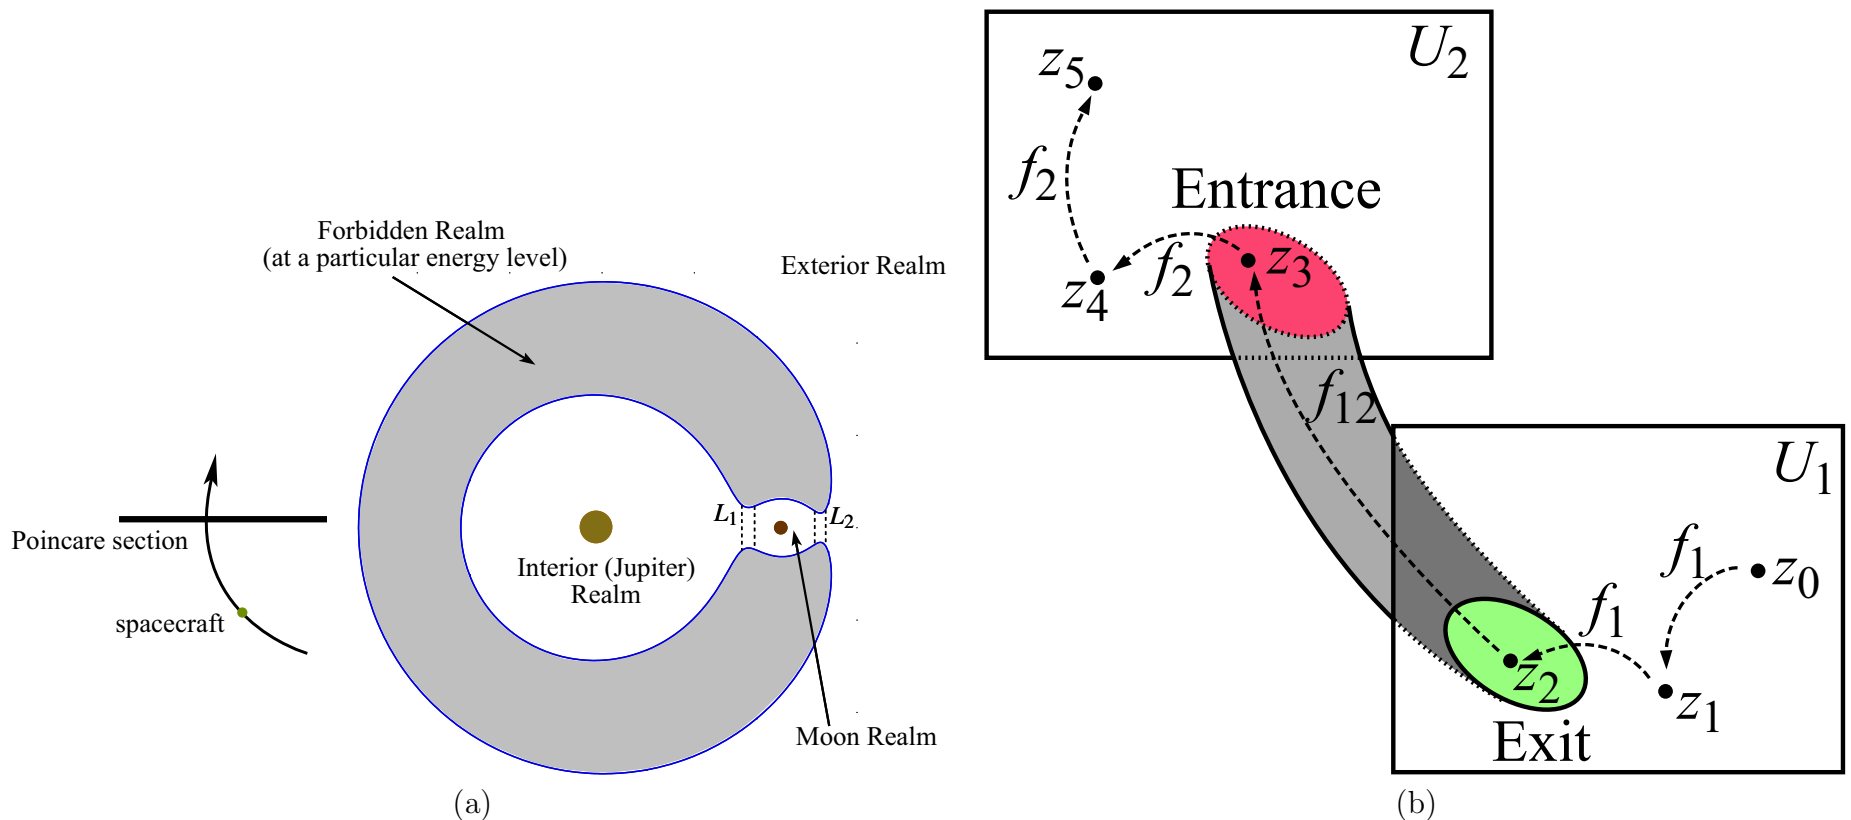 Forbidden Realm
(at a particular energy level)
Exterior Realm
L1
L2
Poincare section
Interior (Jupiter)
Realm
spacecraft
Moon Realm
(a)
U2
z5
f2
Entrance
z3
f2
z4
f12
U1
f1
z0
f1
z2
z1
Exit
(b)